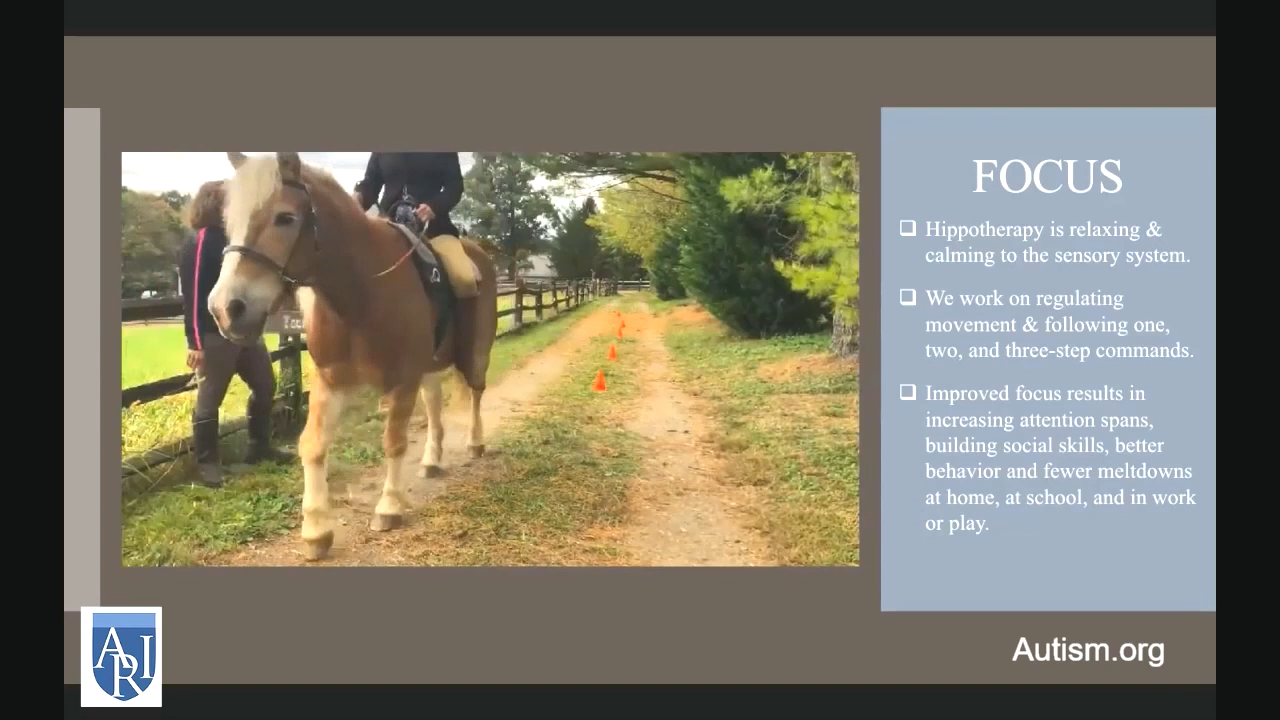 FOCUS
❑ Hippotherapy is relaxing &
calming to the sensory system.
❑ We work on regulating
movement & following one,
two, and three-step commands.
❑ Improved focus results in
increasing attention spans,
building social skills, better
behavior and fewer meltdowns
at home, at school, and in work
or play.
ARI
Autism.org